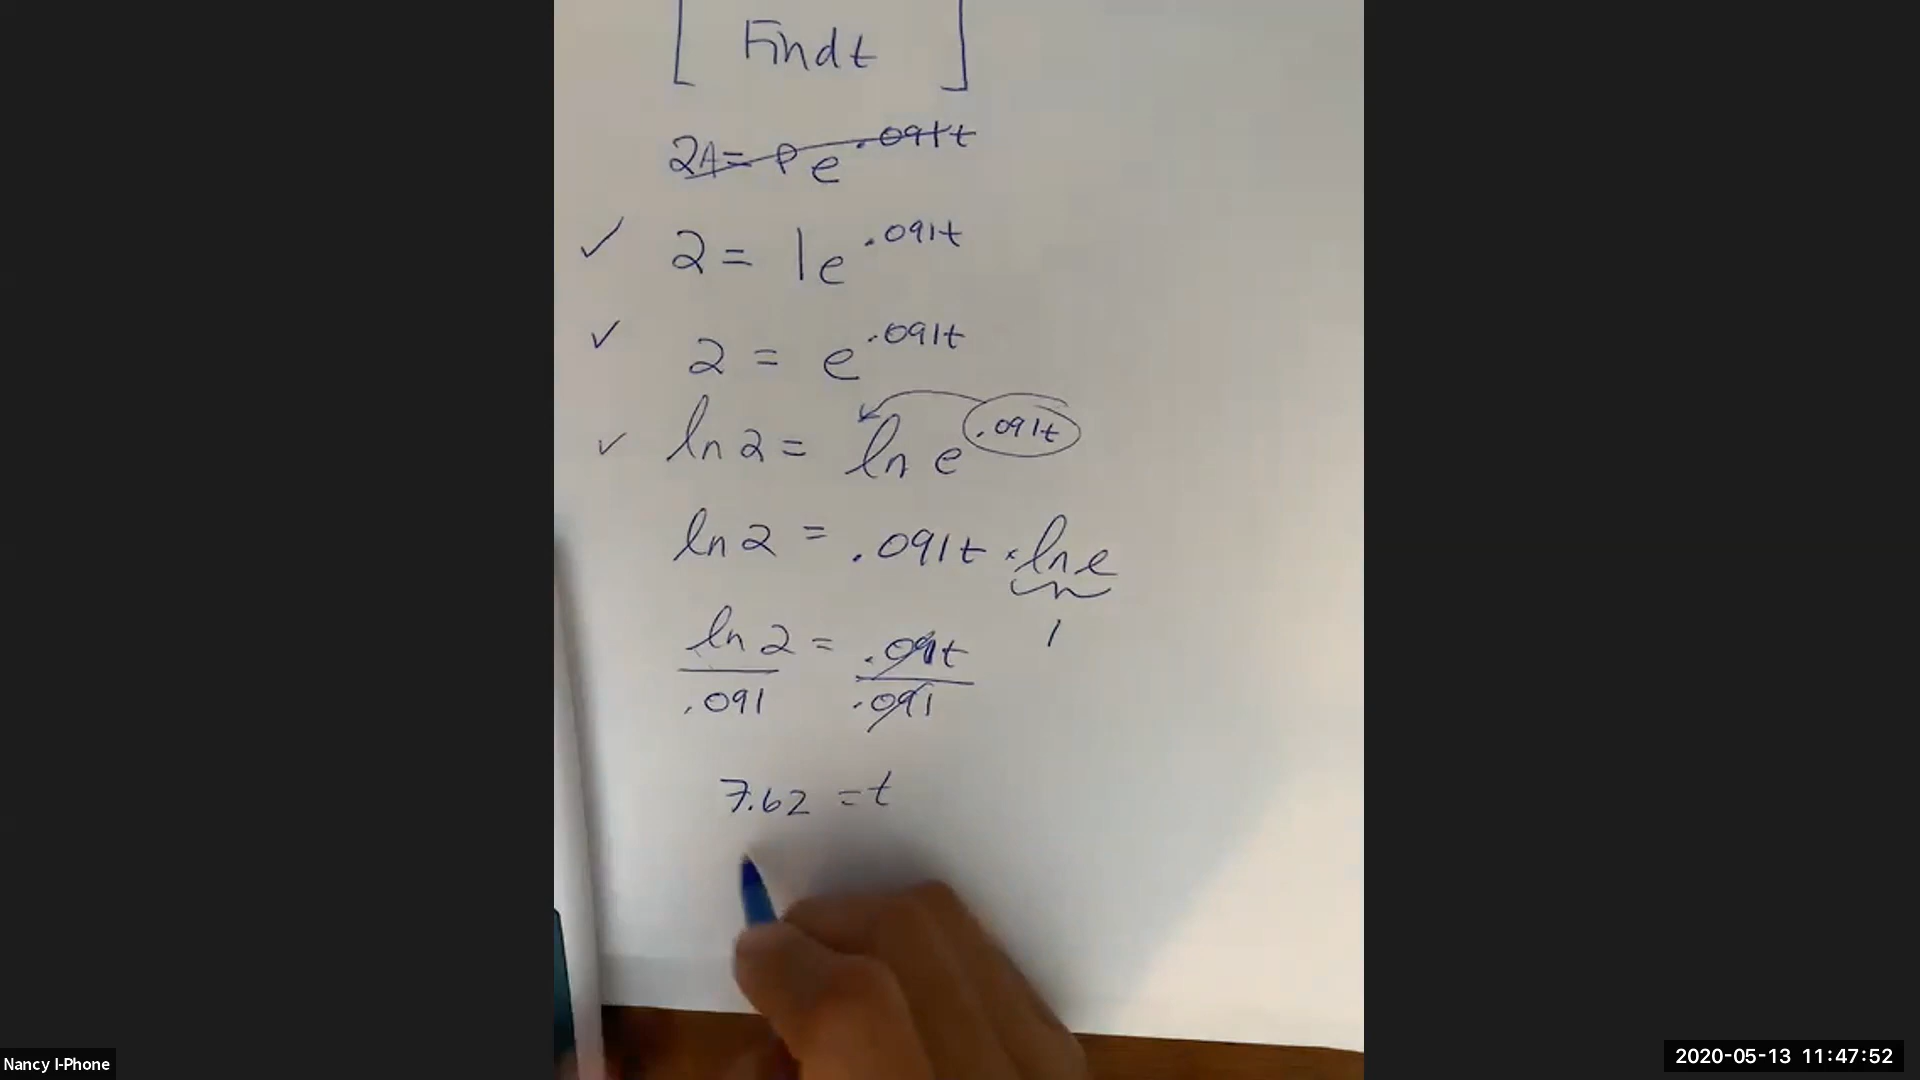 [ Find t ]
2A = Pe^.091t
✓ 2 = 1e^.091t
✓ 2 = e^.091t
✓ ln 2 = ln e^.091t
ln 2 = .091t · ln e
1
ln 2 = .091t
.091 .091
7.62 = t
Nancy I-Phone
2020-05-13 11:47:52